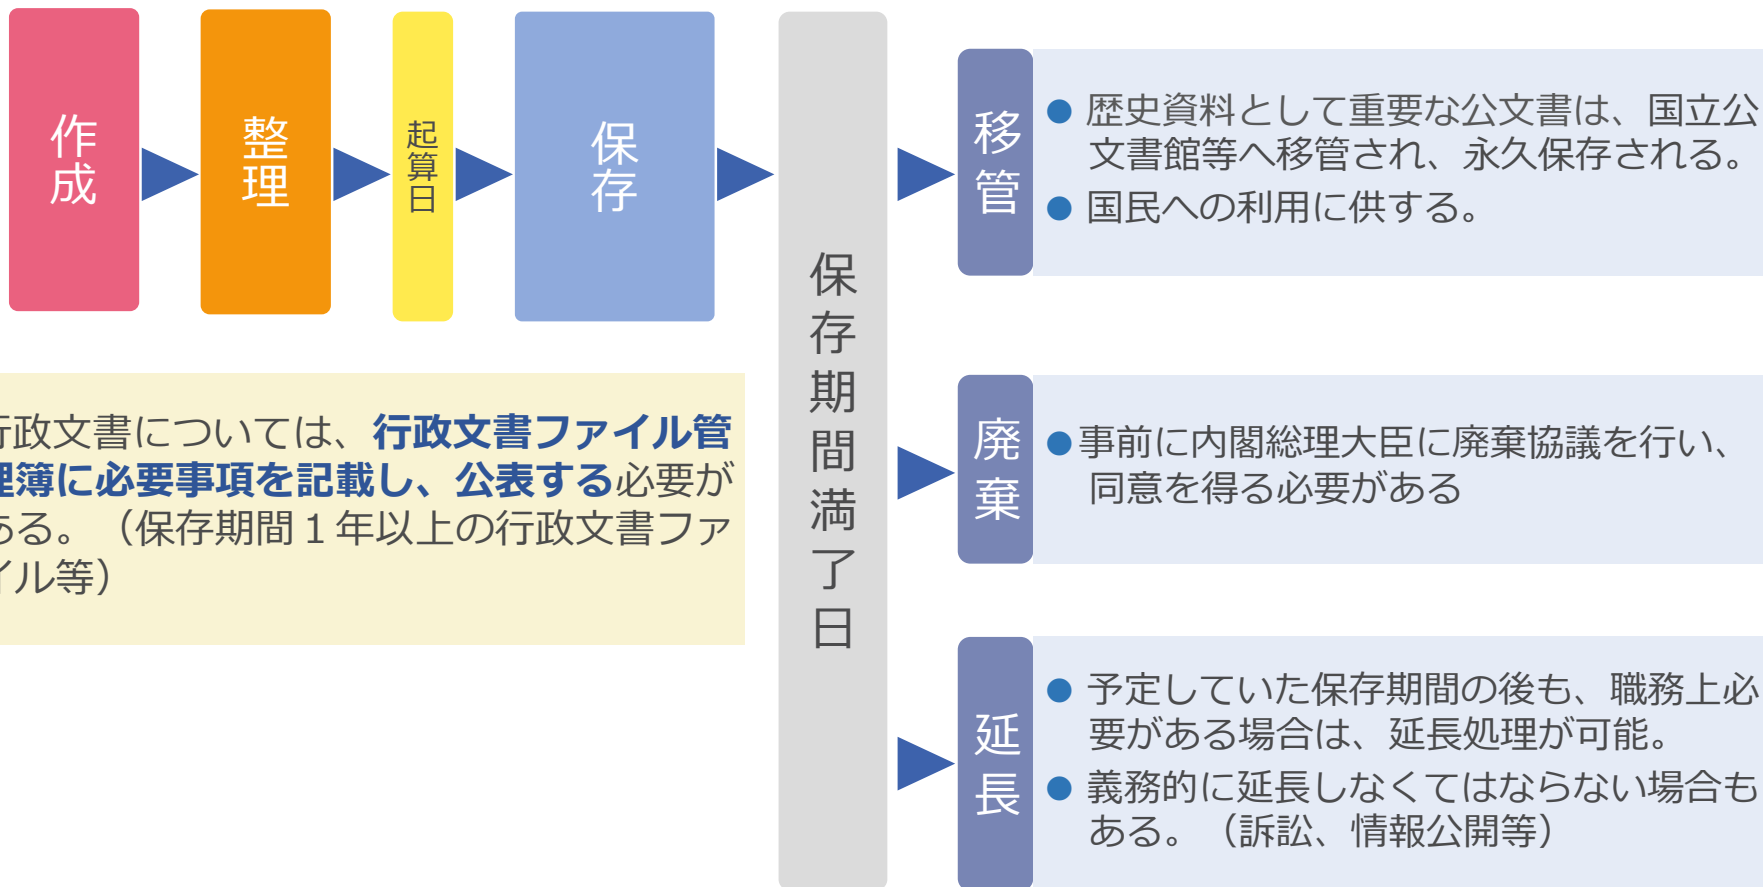 作成
整理
起算日
保存
保存期間満了日
移管
● 歴史資料として重要な公文書は、国立公
文書館等へ移管され、永久保存される。
● 国民への利用に供する。
行政文書については、行政文書ファイル管
理簿に必要事項を記載し、公表する必要が
ある。（保存期間１年以上の行政文書ファ
イル等）
廃棄
●事前に内閣総理大臣に廃棄協議を行い、
同意を得る必要がある
延長
● 予定していた保存期間の後も、職務上必
要がある場合は、延長処理が可能。
● 義務的に延長しなくてはならない場合も
ある。（訴訟、情報公開等）